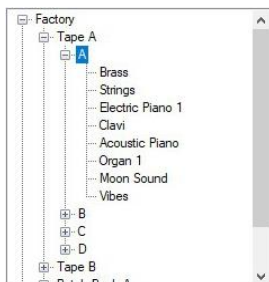 Factory
Tape A
A
Brass
Strings
Electric Piano 1
Clavi
Acoustic Piano
Organ 1
Moon Sound
Vibes
B
C
D
Tape B